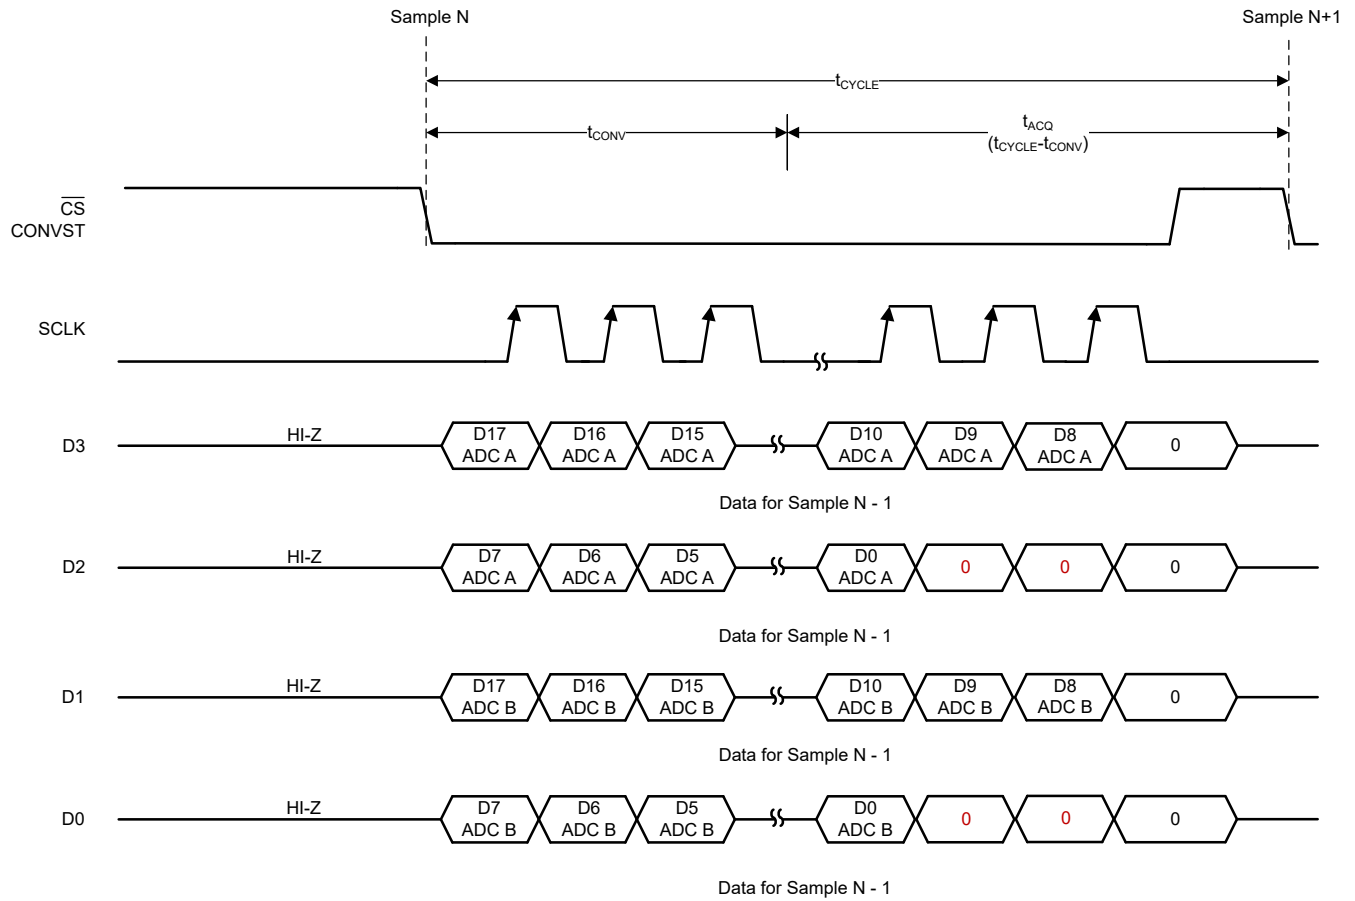 Sample N
Sample N+1
tCYCLE
tCONV
tACQ
(tCYCLE-tCONV)
CS
CONVST
SCLK
D3
HI-Z
D17 ADC A
D16 ADC A
D15 ADC A
D10 ADC A
D9 ADC A
D8 ADC A
0
Data for Sample N - 1
D2
HI-Z
D7 ADC A
D6 ADC A
D5 ADC A
D0 ADC A
0
0
0
Data for Sample N - 1
D1
HI-Z
D17 ADC B
D16 ADC B
D15 ADC B
D10 ADC B
D9 ADC B
D8 ADC B
0
Data for Sample N - 1
D0
HI-Z
D7 ADC B
D6 ADC B
D5 ADC B
D0 ADC B
0
0
0
Data for Sample N - 1